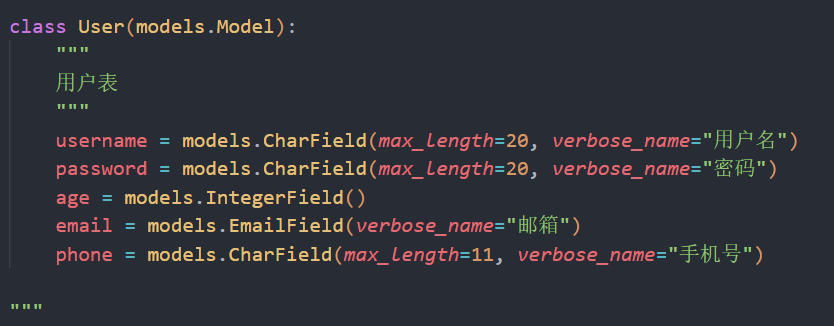 class User(models.Model):
    """
    用户表
    """
    username = models.CharField(max_length=20, verbose_name="用户名")
    password = models.CharField(max_length=20, verbose_name="密码")
    age = models.IntegerField()
    email = models.EmailField(verbose_name="邮箱")
    phone = models.CharField(max_length=11, verbose_name="手机号")
"""